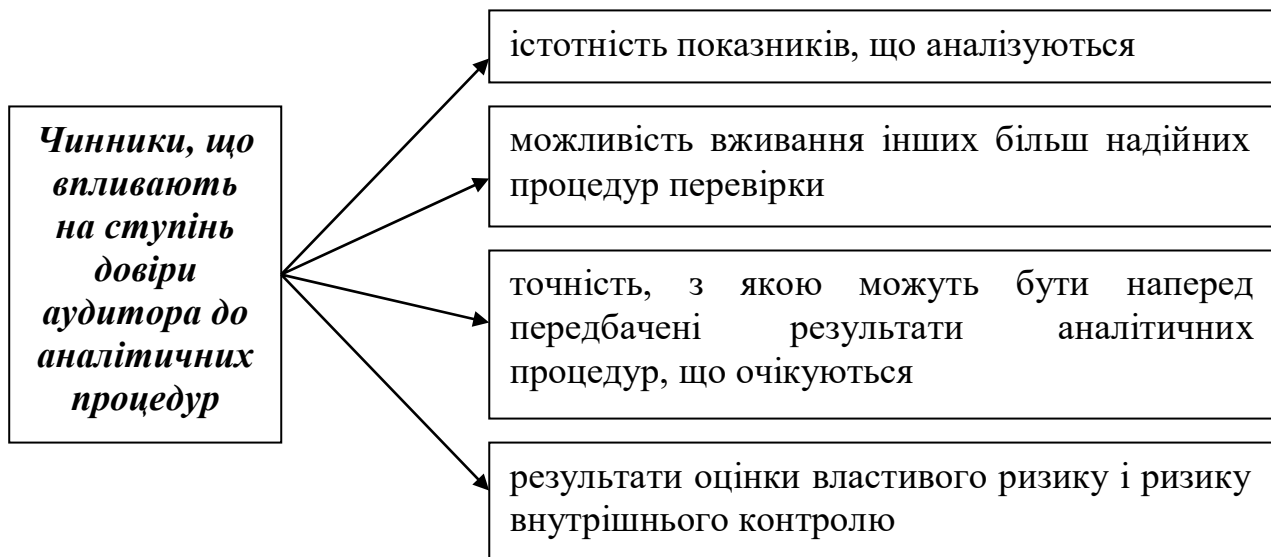 Чинники, що
впливають
на ступінь
довіри
аудитора до
аналітичних
процедур
істотність показників, що аналізуються
можливість вживання інших більш надійних
процедур перевірки
точність, з якою можуть бути наперед
передбачені результати аналітичних
процедур, що очікуються
результати оцінки властивого ризику і ризику
внутрішнього контролю